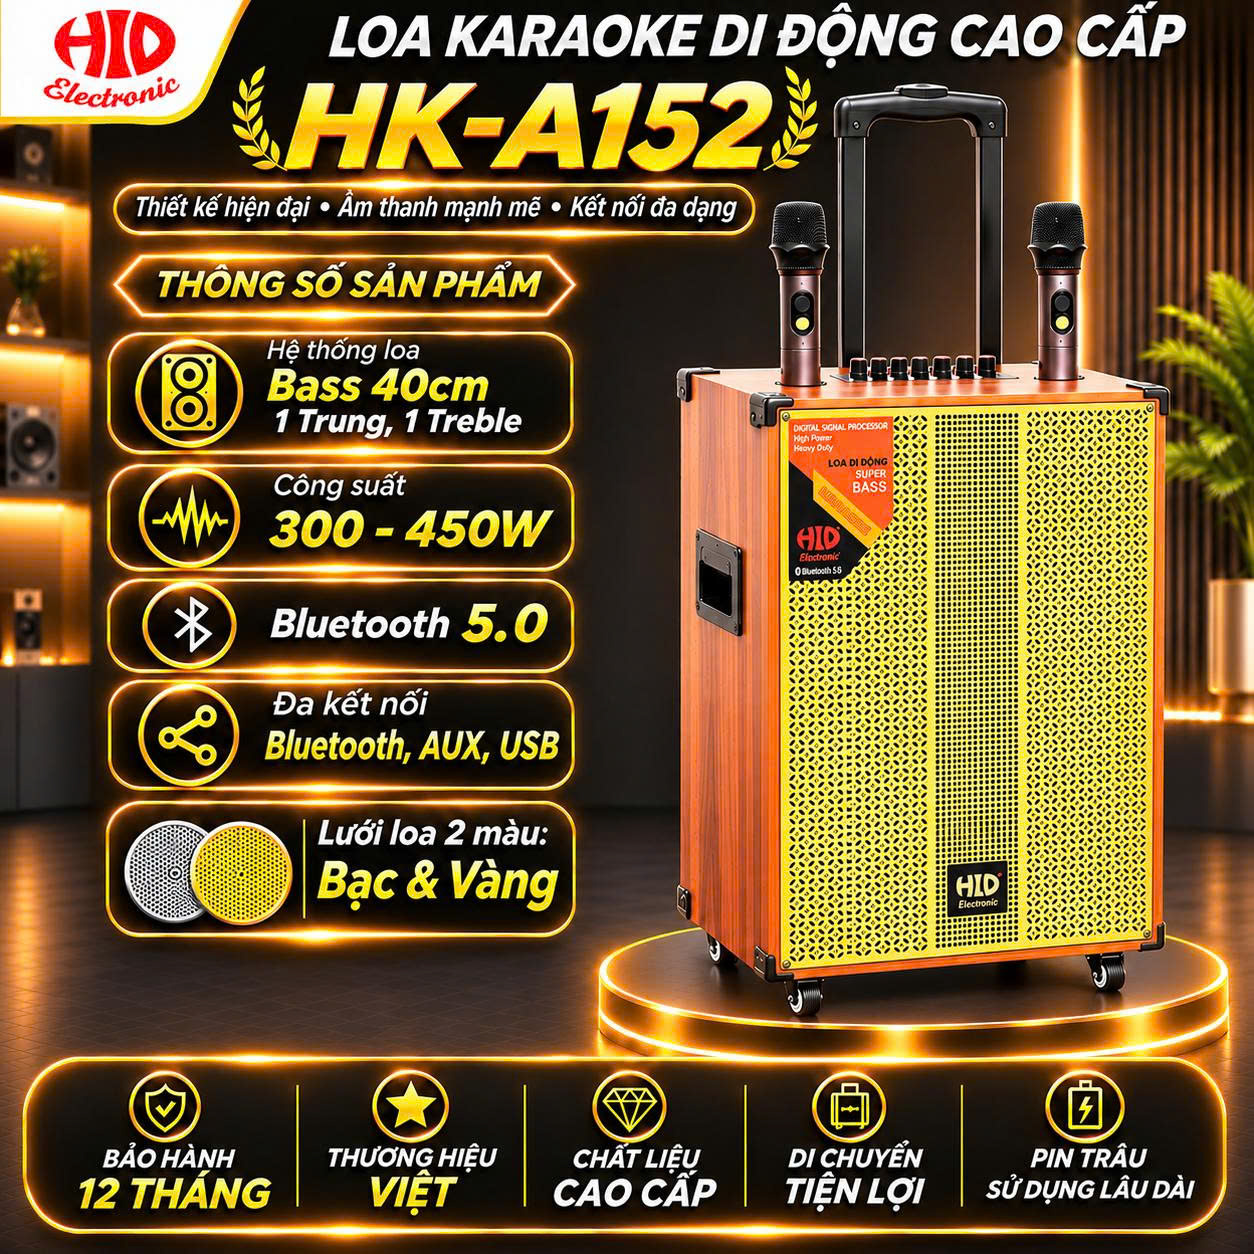 HID
Electronic
LOA KARAOKE DI ĐỘNG CAO CẤP
HK-A152
Thiết kế hiện đại • Âm thanh mạnh mẽ • Kết nối đa dạng
THÔNG SỐ SẢN PHẨM
Hệ thống loa
Bass 40cm
1 Trung, 1 Treble
Công suất
300 - 450W
Bluetooth 5.0
Đa kết nối
Bluetooth, AUX, USB
Lưới loa 2 màu:
Bạc & Vàng
DIGITAL SIGNAL PROCESSOR
High Power
Heavy Duty
LOA DI DỘNG
SUPER
BASS
HID
Electronic
HID
Electronic
BẢO HÀNH
12 THÁNG
THƯƠNG HIỆU
VIỆT
CHẤT LIỆU
CAO CẤP
DI CHUYỂN
TIỆN LỢI
PIN TRÂU
SỬ DỤNG LÂU DÀI